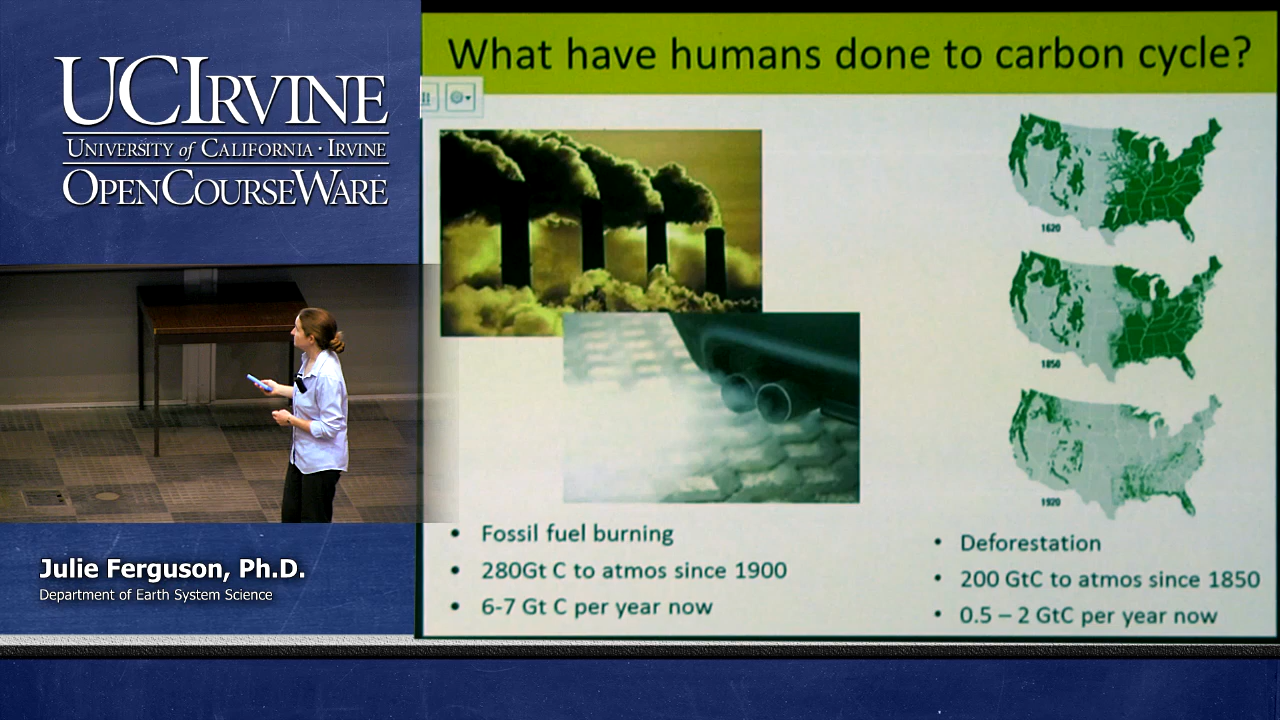 UCIRVINE
UNIVERSITY of CALIFORNIA · IRVINE
OPENCOURSEWARE
Julie Ferguson, Ph.D.
Department of Earth System Science
What have humans done to carbon cycle?
1620
1850
1920
• Fossil fuel burning
• 280Gt C to atmos since 1900
• 6-7 Gt C per year now
• Deforestation
• 200 GtC to atmos since 1850
• 0.5 – 2 GtC per year now